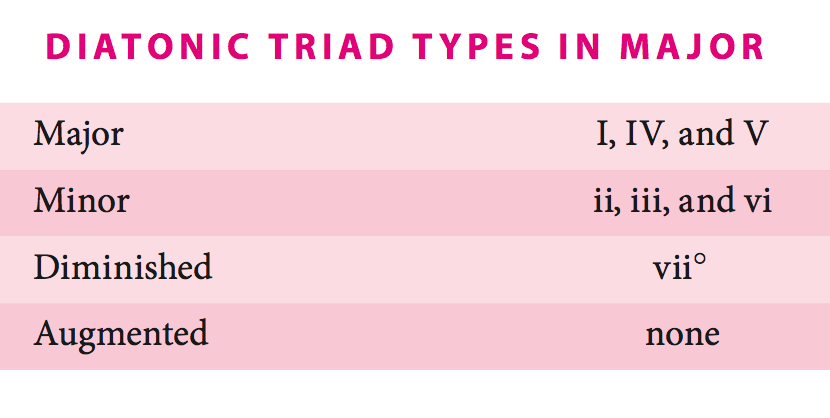 DIATONIC TRIAD TYPES IN MAJOR
Major I, IV, and V
Minor ii, iii, and vi
Diminished vii°
Augmented none